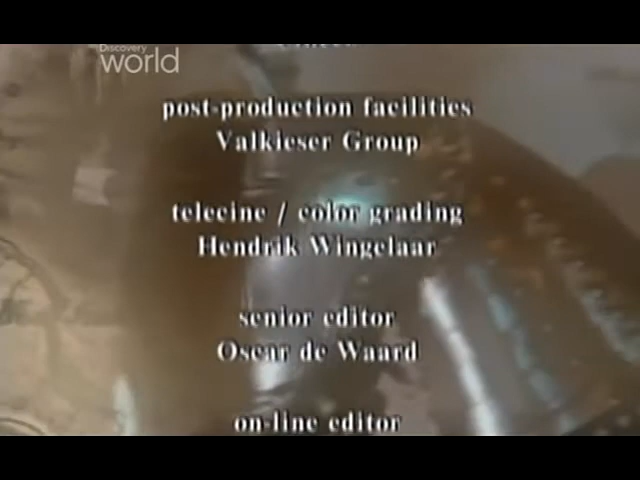 Discovery
world
post-production facilities
Valkieser Group
telecine / color grading
Hendrik Wingelaar
senior editor
Oscar de Waard
on-line editor